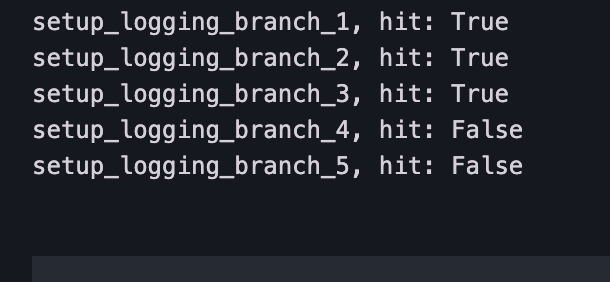 setup_logging_branch_1, hit: True
setup_logging_branch_2, hit: True
setup_logging_branch_3, hit: True
setup_logging_branch_4, hit: False
setup_logging_branch_5, hit: False